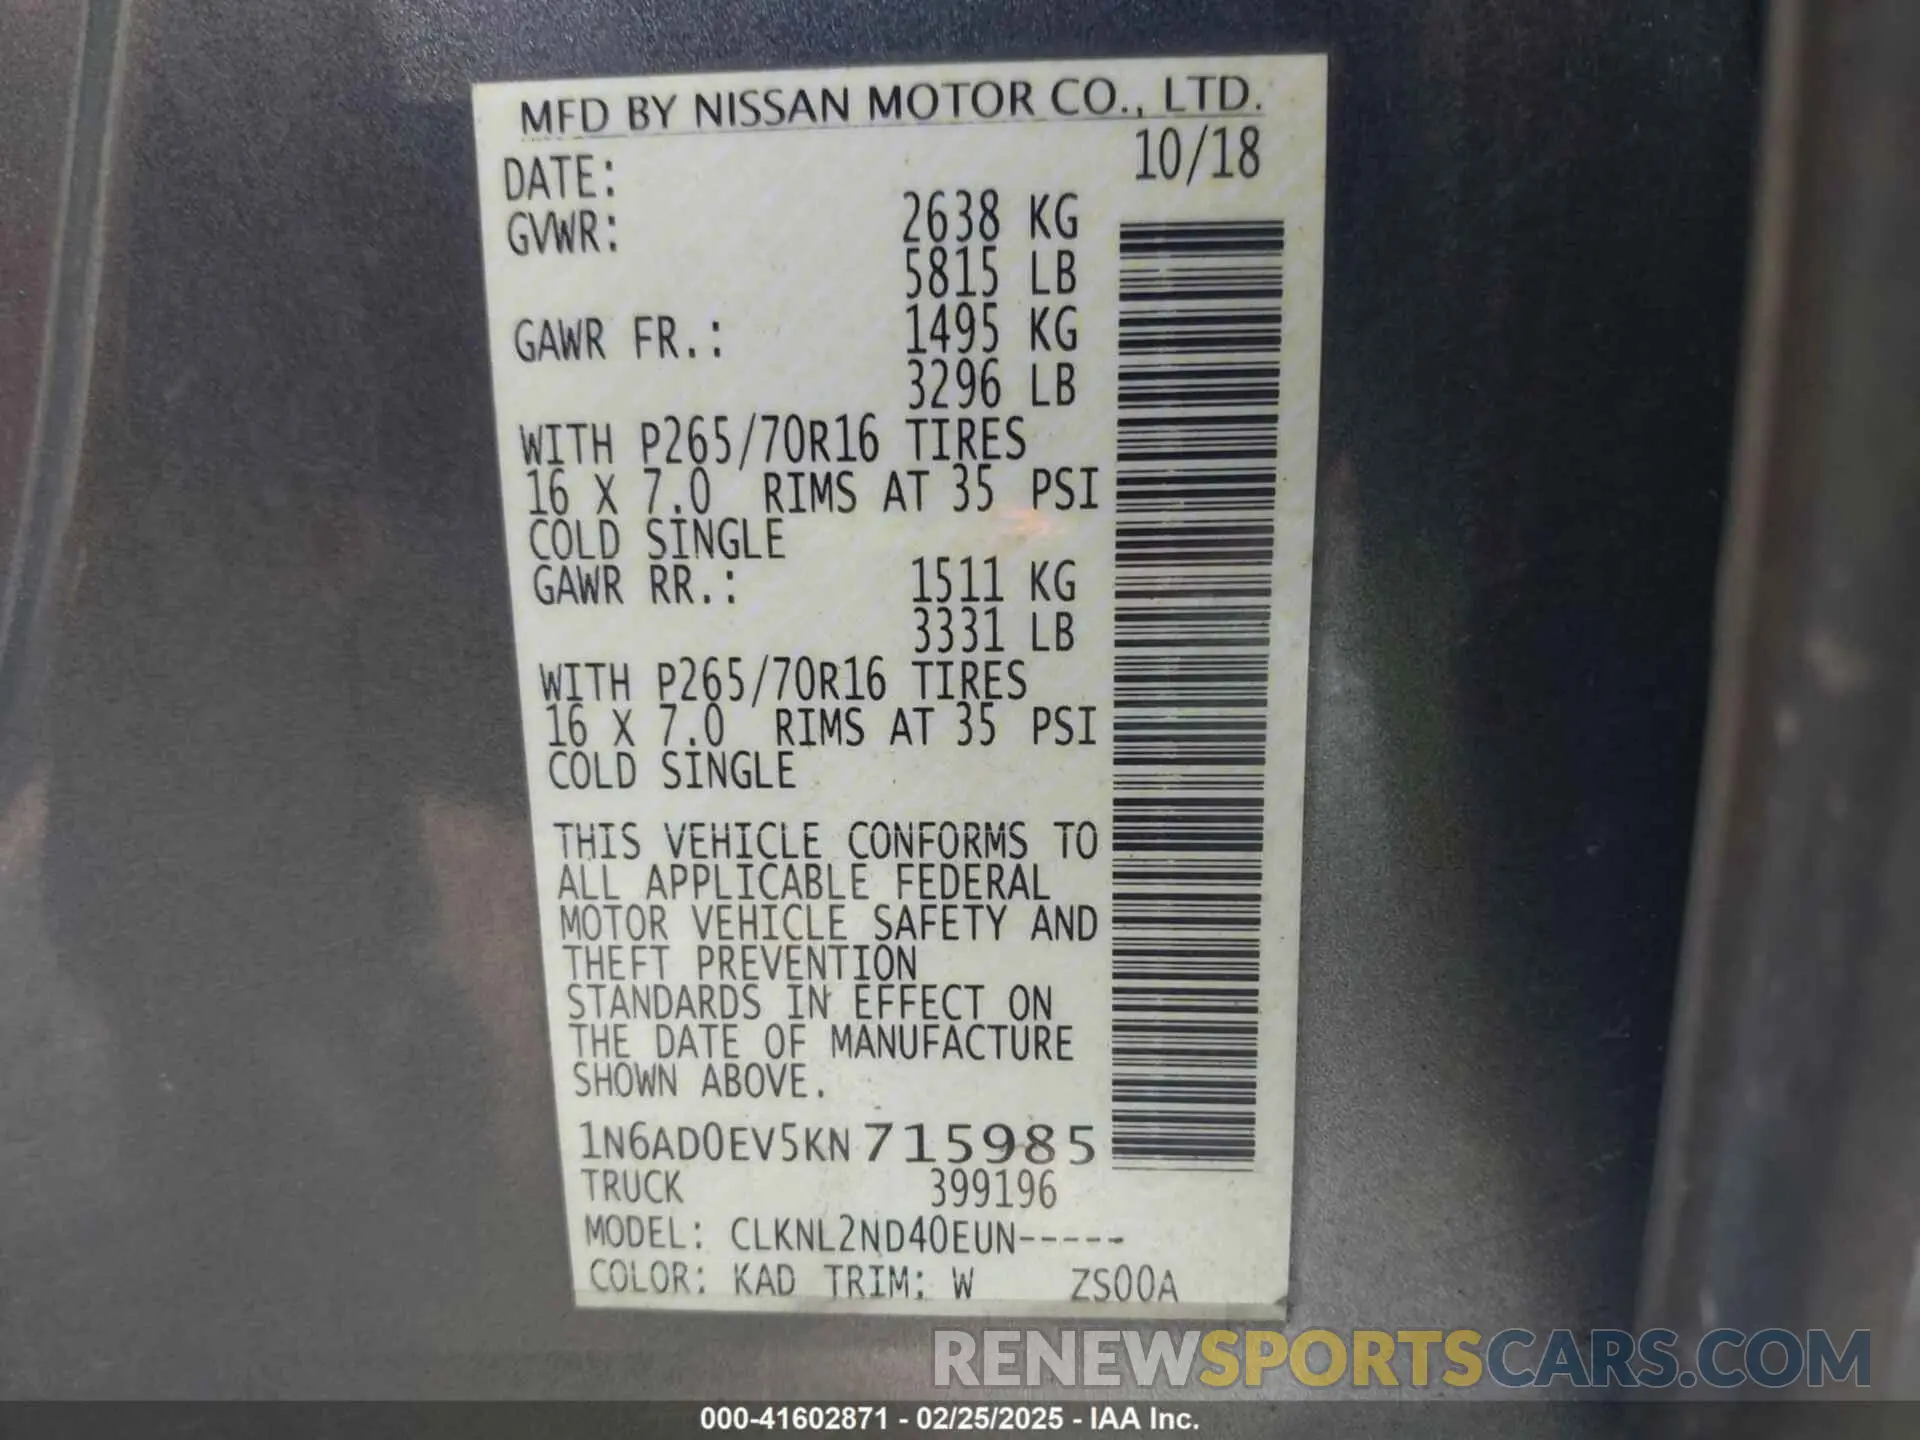 MFD BY NISSAN MOTOR CO., LTD.
DATE: 10/18
GVWR: 2638 KG
5815 LB
GAWR FR.: 1495 KG
3296 LB
WITH P265/70R16 TIRES
16 X 7.0 RIMS AT 35 PSI
COLD SINGLE
GAWR RR.: 1511 KG
3331 LB
WITH P265/70R16 TIRES
16 X 7.0 RIMS AT 35 PSI
COLD SINGLE
THIS VEHICLE CONFORMS TO
ALL APPLICABLE FEDERAL
MOTOR VEHICLE SAFETY AND
THEFT PREVENTION
STANDARDS IN EFFECT ON
THE DATE OF MANUFACTURE
SHOWN ABOVE.
1N6AD0EV5KN715985
TRUCK 399196
MODEL: CLKNL2ND40EUN-----
COLOR: KAD TRIM: W ZS00A
RENEWSPORTSCARS.COM
000-41602871 - 02/25/2025 - IAA Inc.